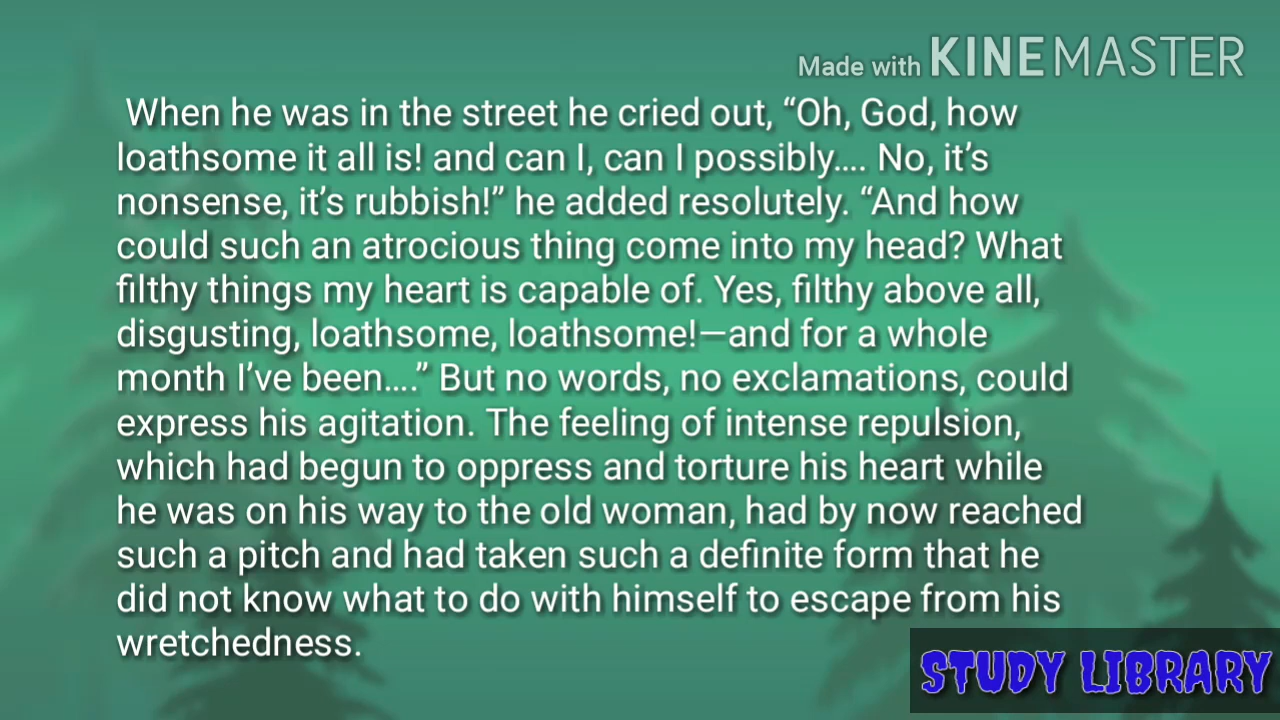 Made with KINEMASTER
When he was in the street he cried out, “Oh, God, how
loathsome it all is! and can I, can I possibly.... No, it’s
nonsense, it’s rubbish!” he added resolutely. “And how
could such an atrocious thing come into my head? What
filthy things my heart is capable of. Yes, filthy above all,
disgusting, loathsome, loathsome!—and for a whole
month I’ve been....” But no words, no exclamations, could
express his agitation. The feeling of intense repulsion,
which had begun to oppress and torture his heart while
he was on his way to the old woman, had by now reached
such a pitch and had taken such a definite form that he
did not know what to do with himself to escape from his
wretchedness.
STUDY LIBRARY